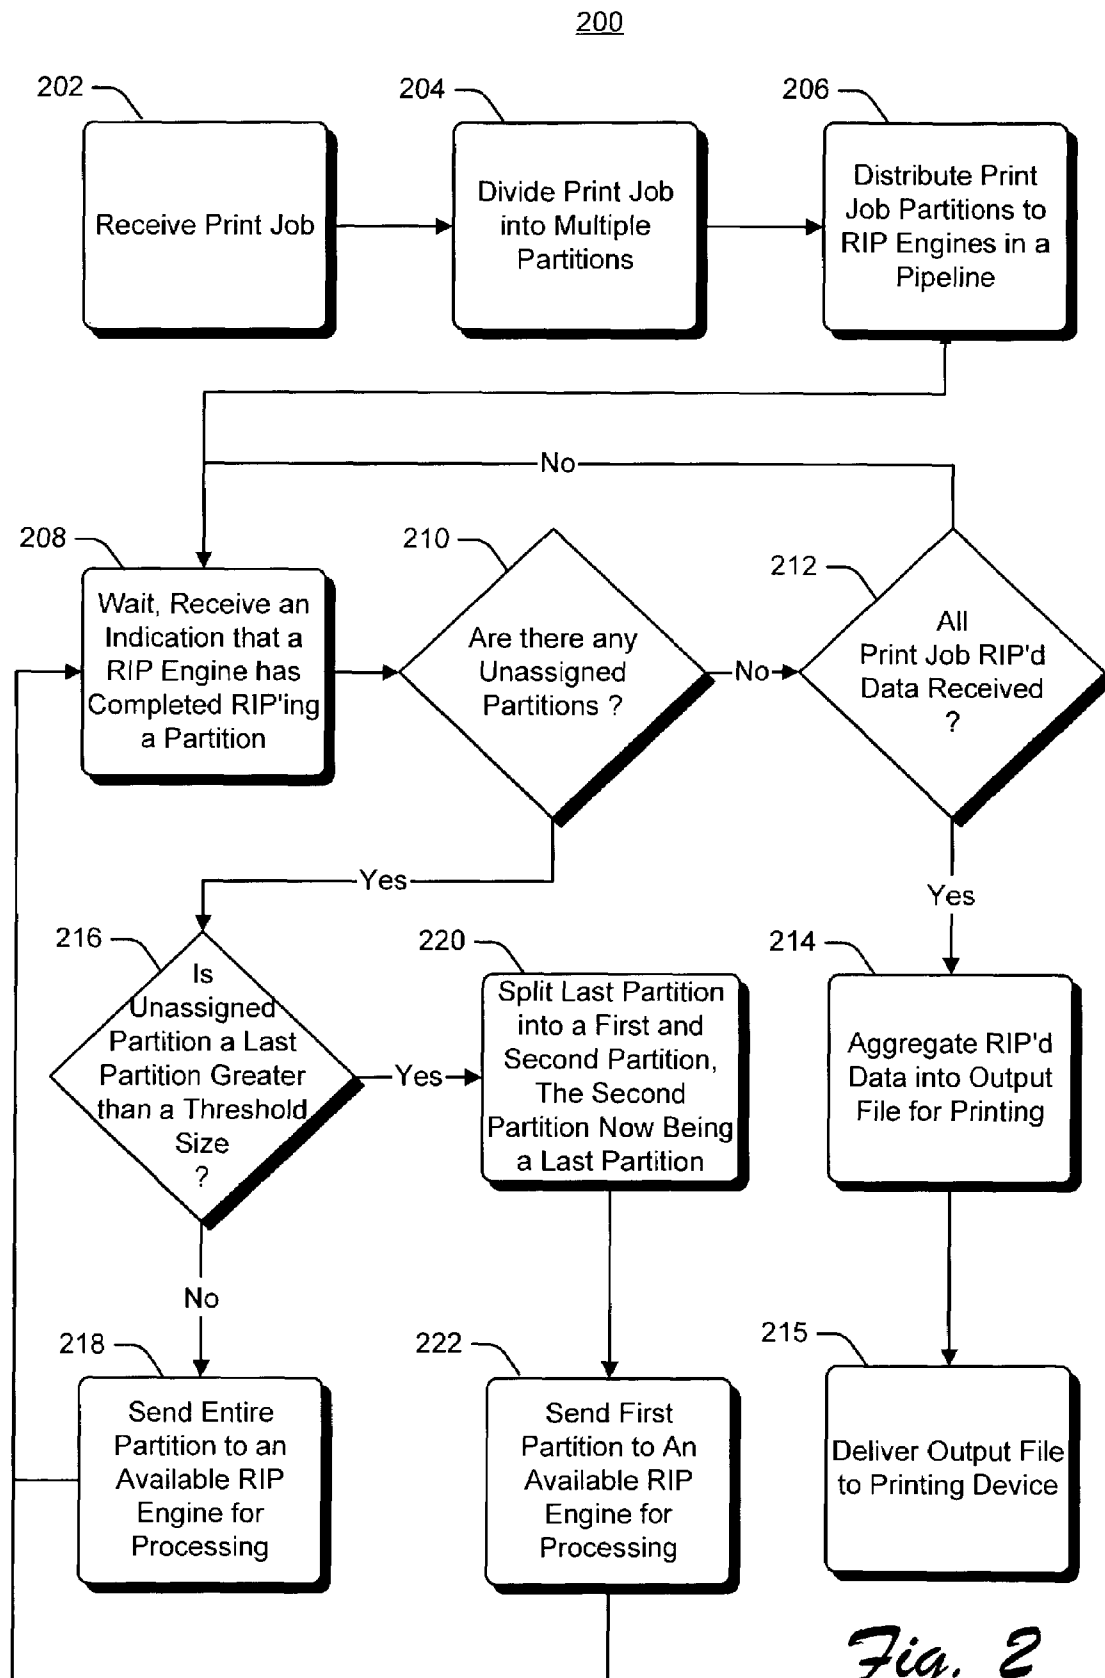 200
202
204
206
Receive Print Job
Divide Print Job
into Multiple
Partitions
Distribute Print
Job Partitions to
RIP Engines in a
Pipeline
No
208
210
212
Wait, Receive an
Indication that a
RIP Engine has
Completed RIP'ing
a Partition
Are there any
Unassigned
Partitions ?
No
All
Print Job RIP'd
Data Received
?
Yes
Yes
216
220
214
Is
Unassigned
Partition a Last
Partition Greater
than a Threshold
Size
?
Yes
Split Last Partition
into a First and
Second Partition,
The Second
Partition Now Being
a Last Partition
Aggregate RIP'd
Data into Output
File for Printing
No
218
222
215
Send Entire
Partition to an
Available RIP
Engine for
Processing
Send First
Partition to An
Available RIP
Engine for
Processing
Deliver Output File
to Printing Device
Fig. 2